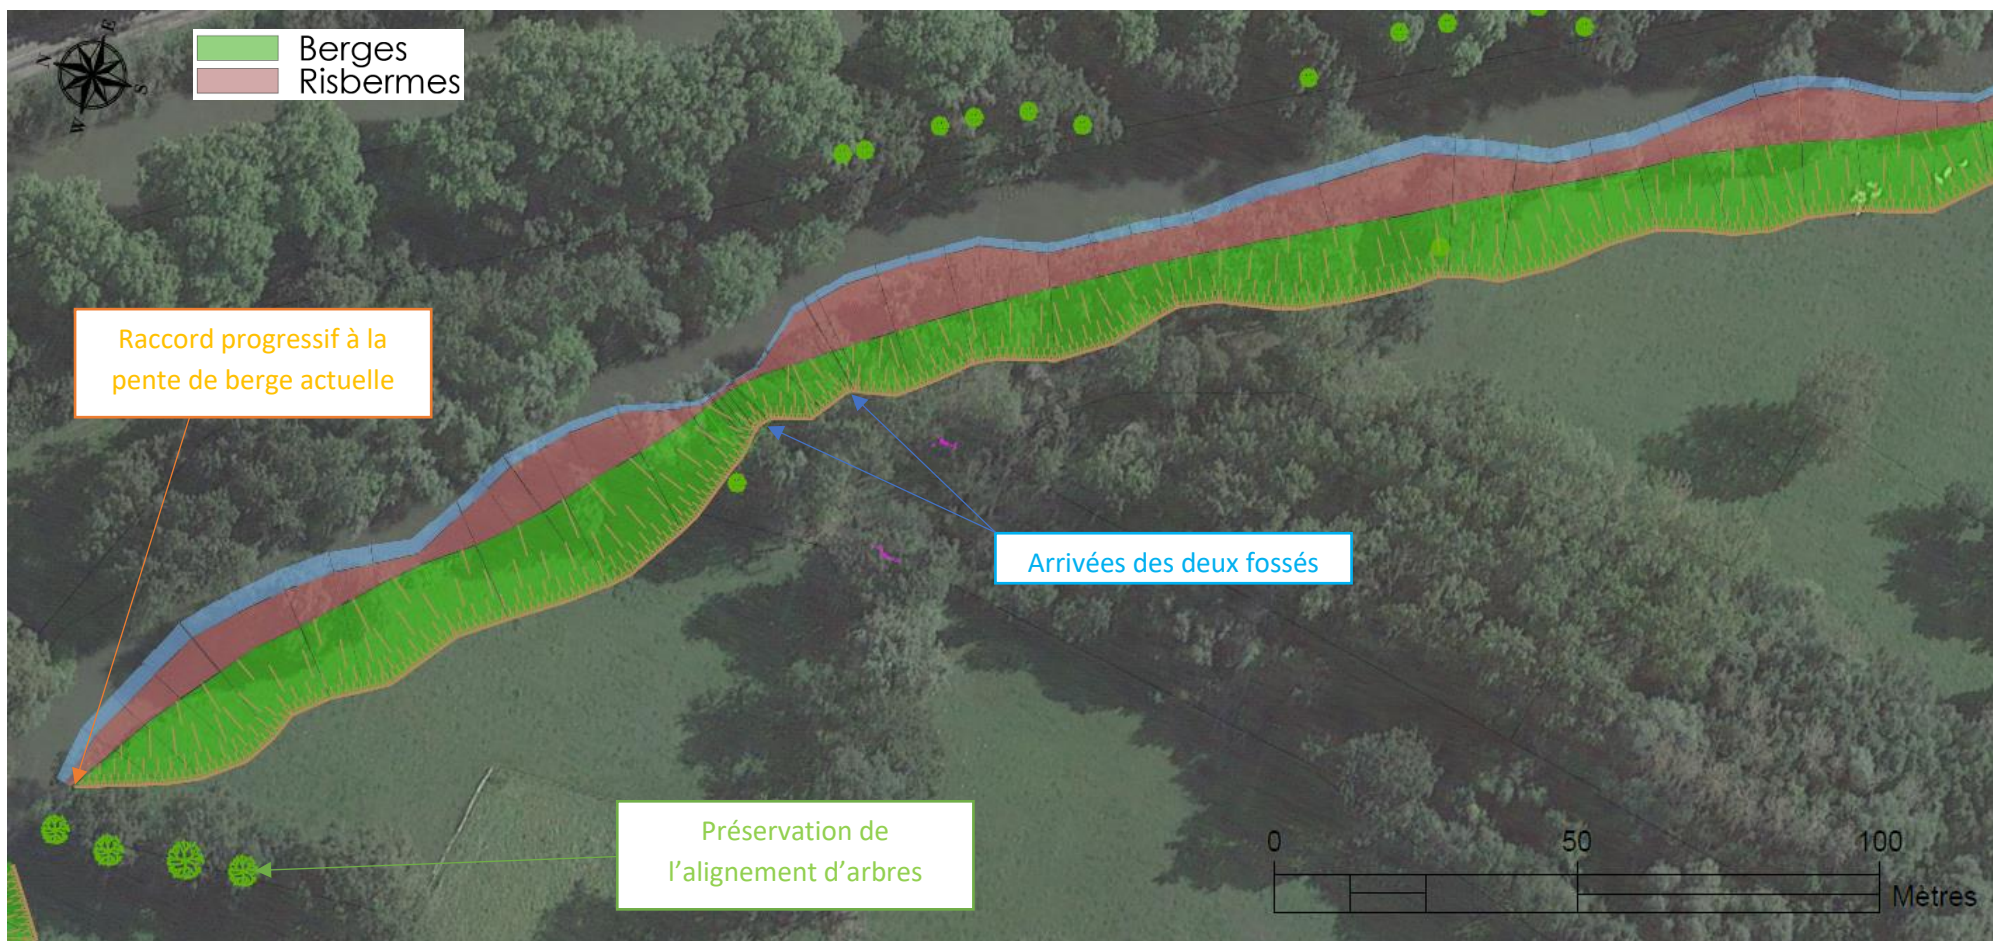 N
E
S
W
Berges
Risbermes
Raccord progressif à la
pente de berge actuelle
Arrivées des deux fossés
Préservation de
l’alignement d’arbres
0 50 100
Mètres